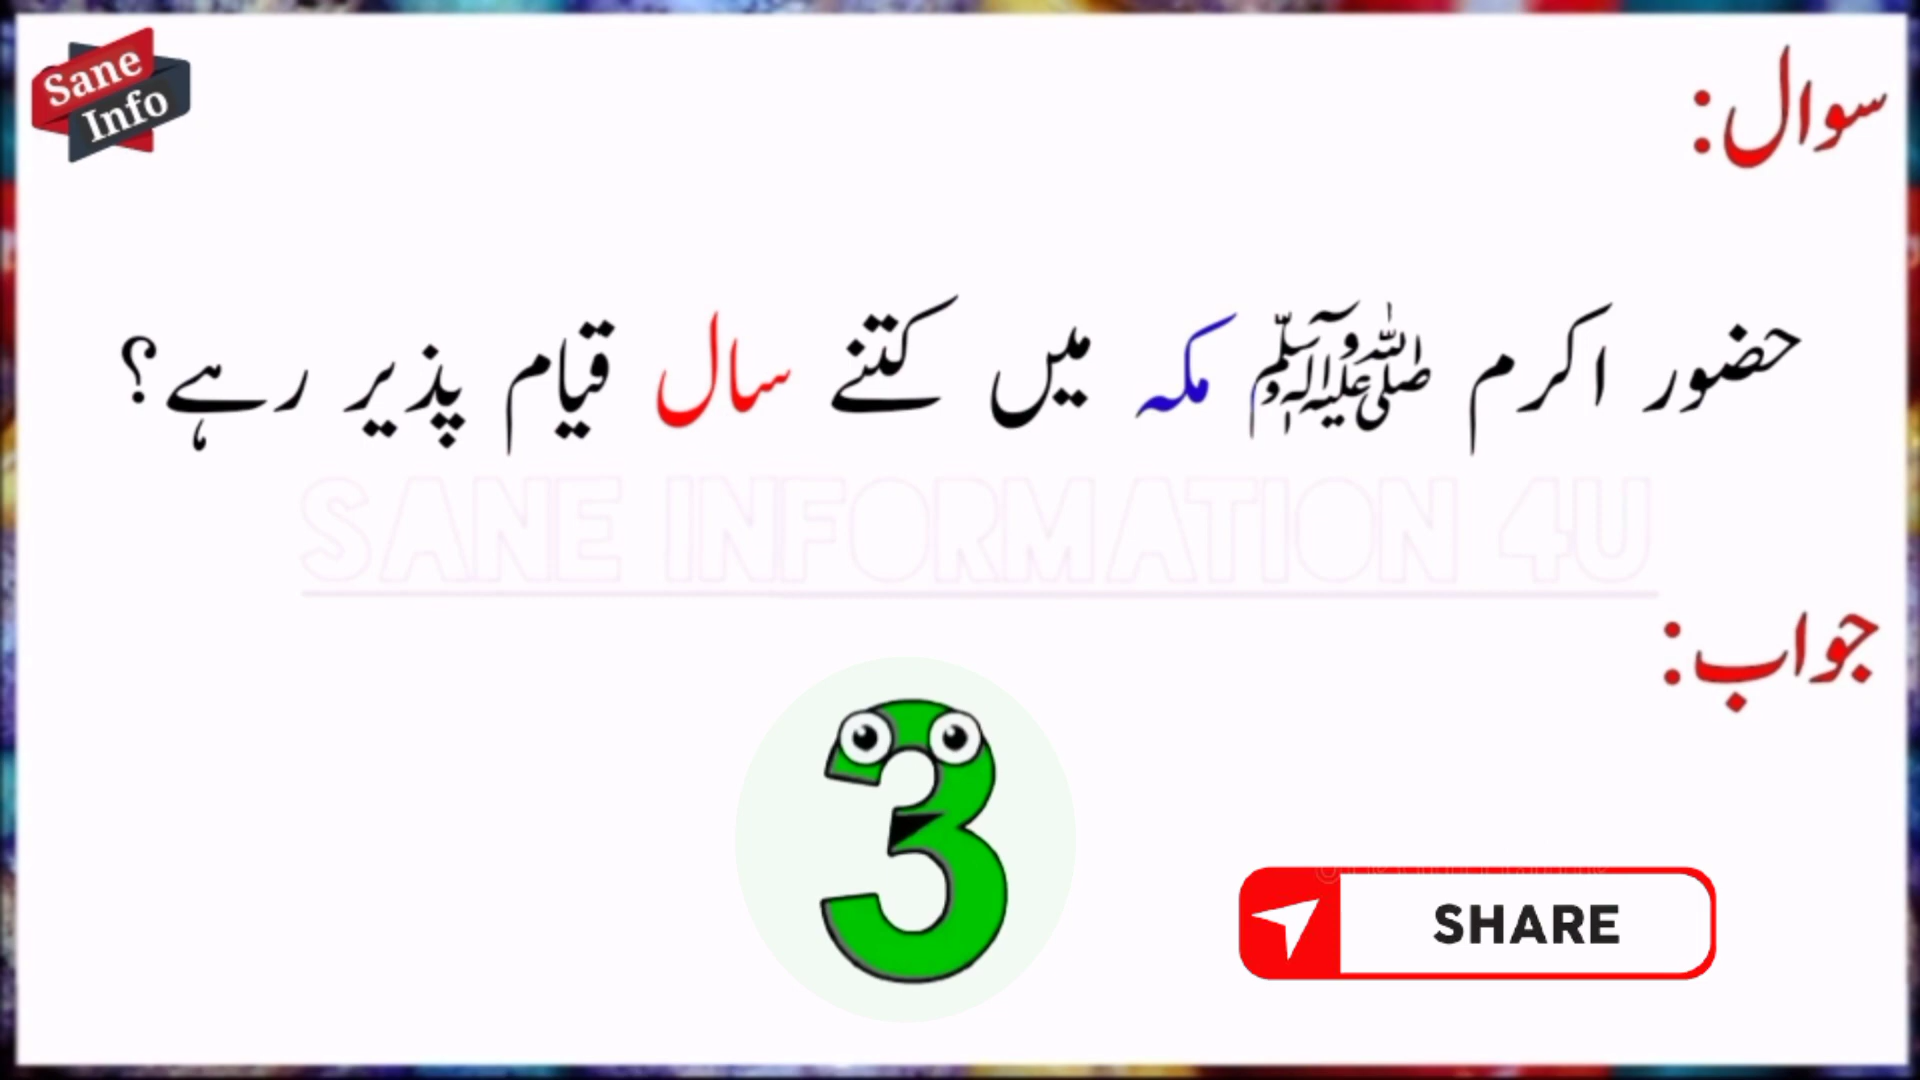 Sane
Info
سوال:
حضور اکرم ﷺ مکہ میں کتنے سال قیام پذیر رہے؟
SANE INFORMATION 4U
جواب:
3
SHARE